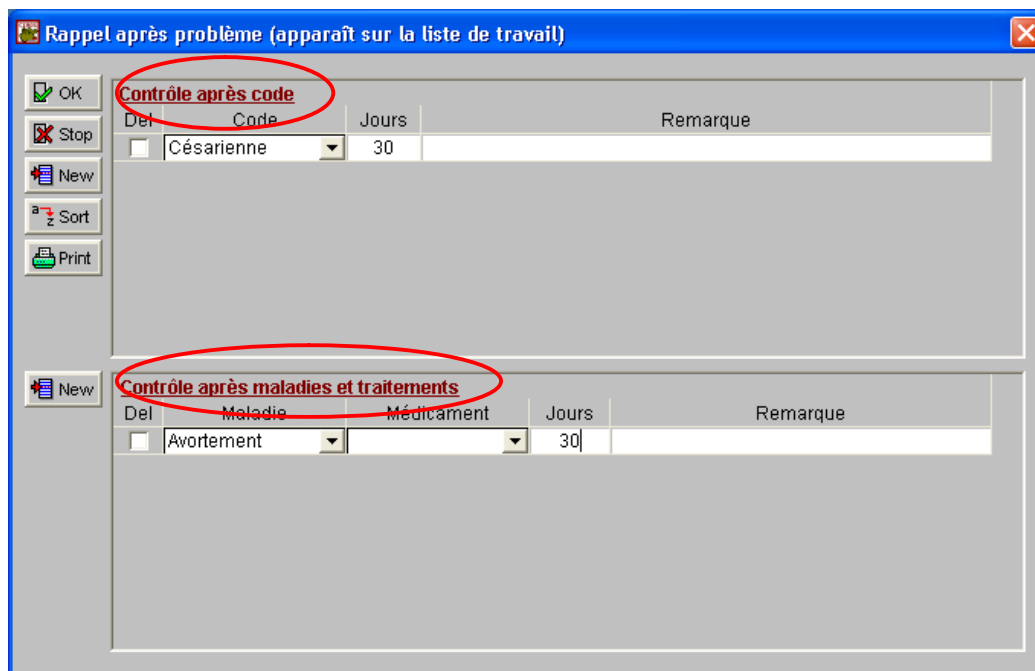 Rappel après problème (apparaît sur la liste de travail)
OK
Stop
New
Sort
Print
Contrôle après code
Del Code Jours Remarque
Césarienne 30
New
Contrôle après maladies et traitements
Del Maladie Médicament Jours Remarque
Avortement 30